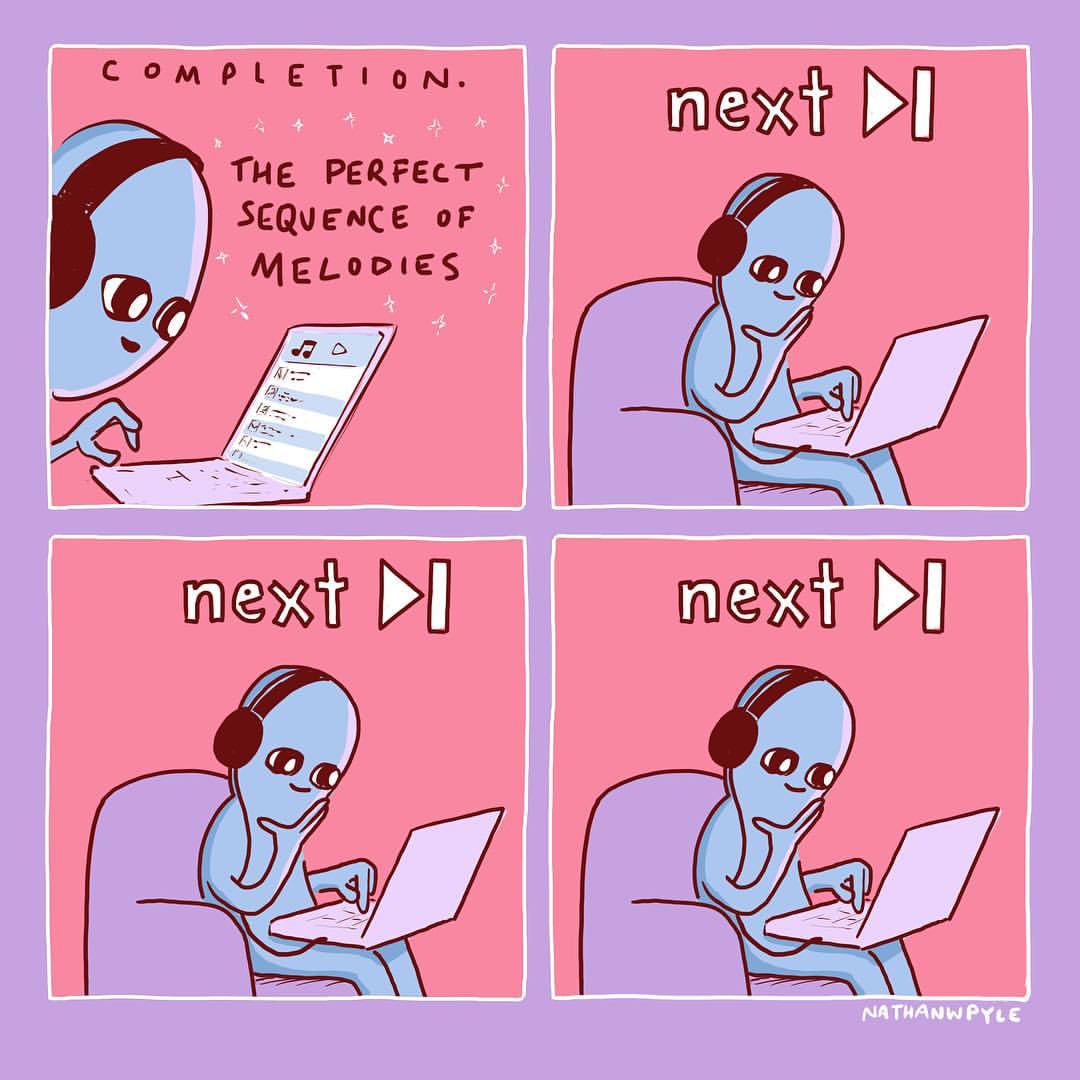 COMPLETION.
THE PERFECT
SEQUENCE OF
MELODIES
next
next
next
NATHANWPYLE